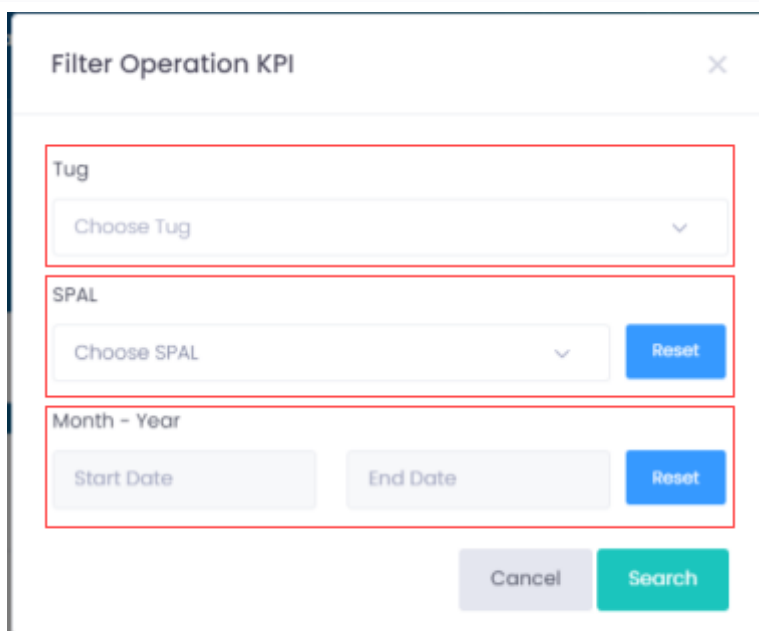 Filter Operation KPI
Tug
Choose Tug
SPAL
Choose SPAL
Reset
Month - Year
Start Date
End Date
Reset
Cancel
Search